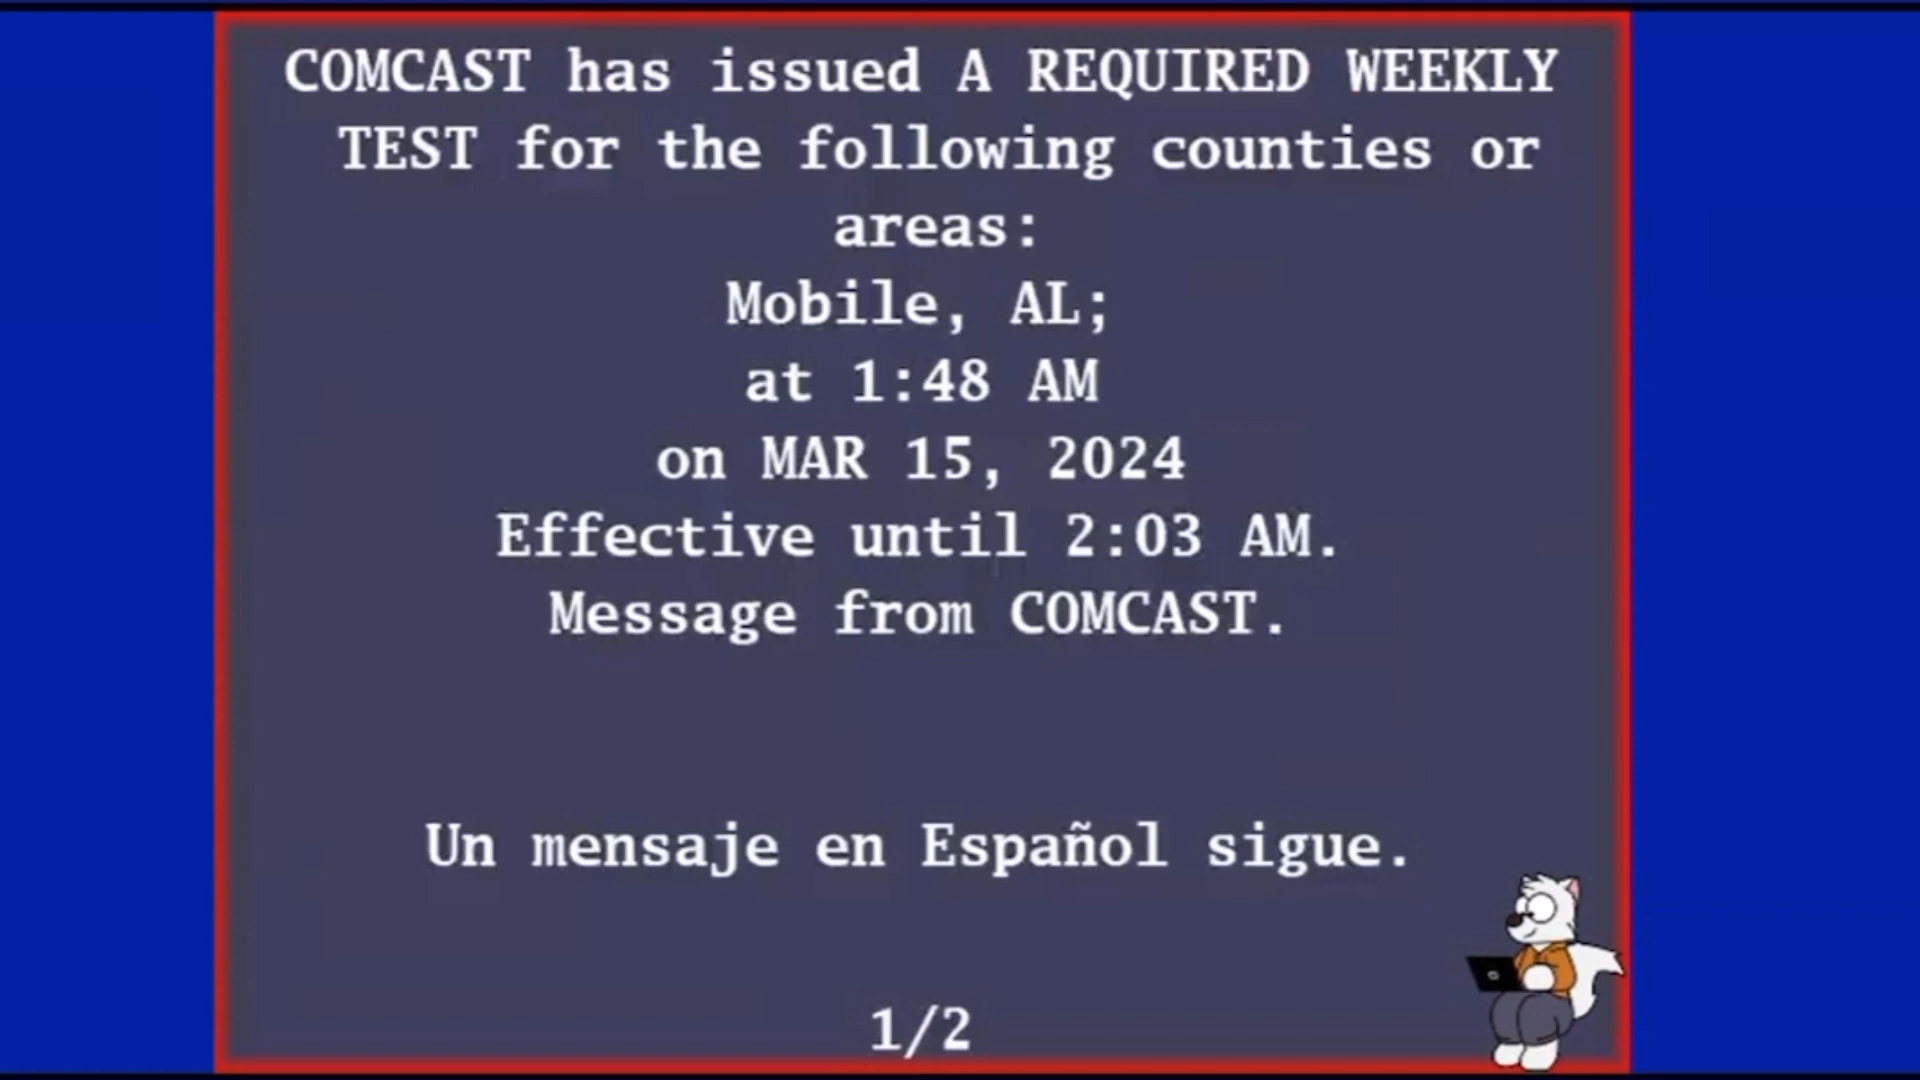 COMCAST has issued A REQUIRED WEEKLY
TEST for the following counties or
areas:
Mobile, AL;
at 1:48 AM
on MAR 15, 2024
Effective until 2:03 AM.
Message from COMCAST.
Un mensaje en Español sigue.
1/2